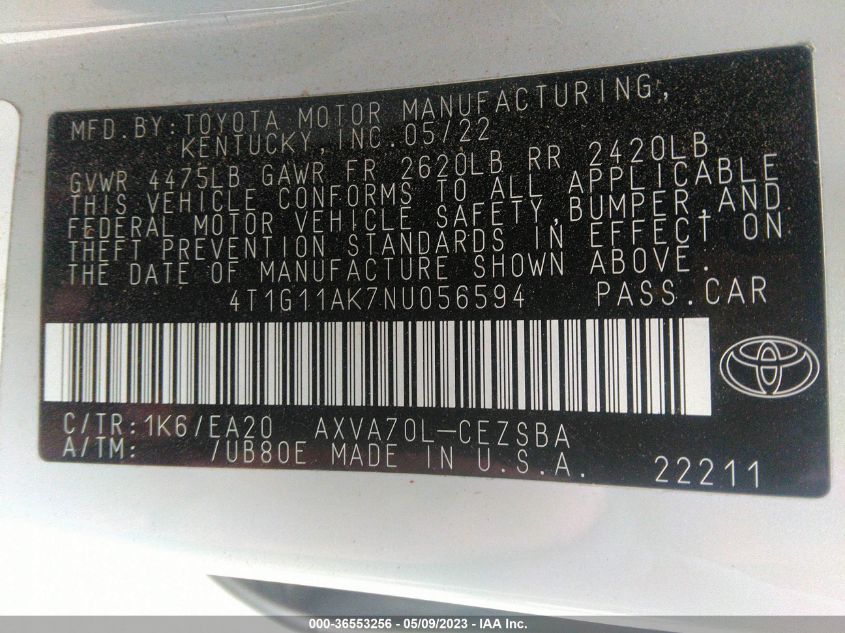 MFD. BY: TOYOTA MOTOR MANUFACTURING,
KENTUCKY, INC. 05/22
GVWR 4475LB GAWR FR 2620LB RR 2420LB
THIS VEHICLE CONFORMS TO ALL APPLICABLE
FEDERAL MOTOR VEHICLE SAFETY, BUMPER, AND
THEFT PREVENTION STANDARDS IN EFFECT ON
THE DATE OF MANUFACTURE SHOWN ABOVE.
4T1G11AK7NU056594 PASS. CAR
C/TR: 1K6/EA20 AXVA70L-CEZSBA
A/TM: /UB80E MADE IN U.S.A. 22211
000-36553256 - 05/09/2023 - IAA Inc.